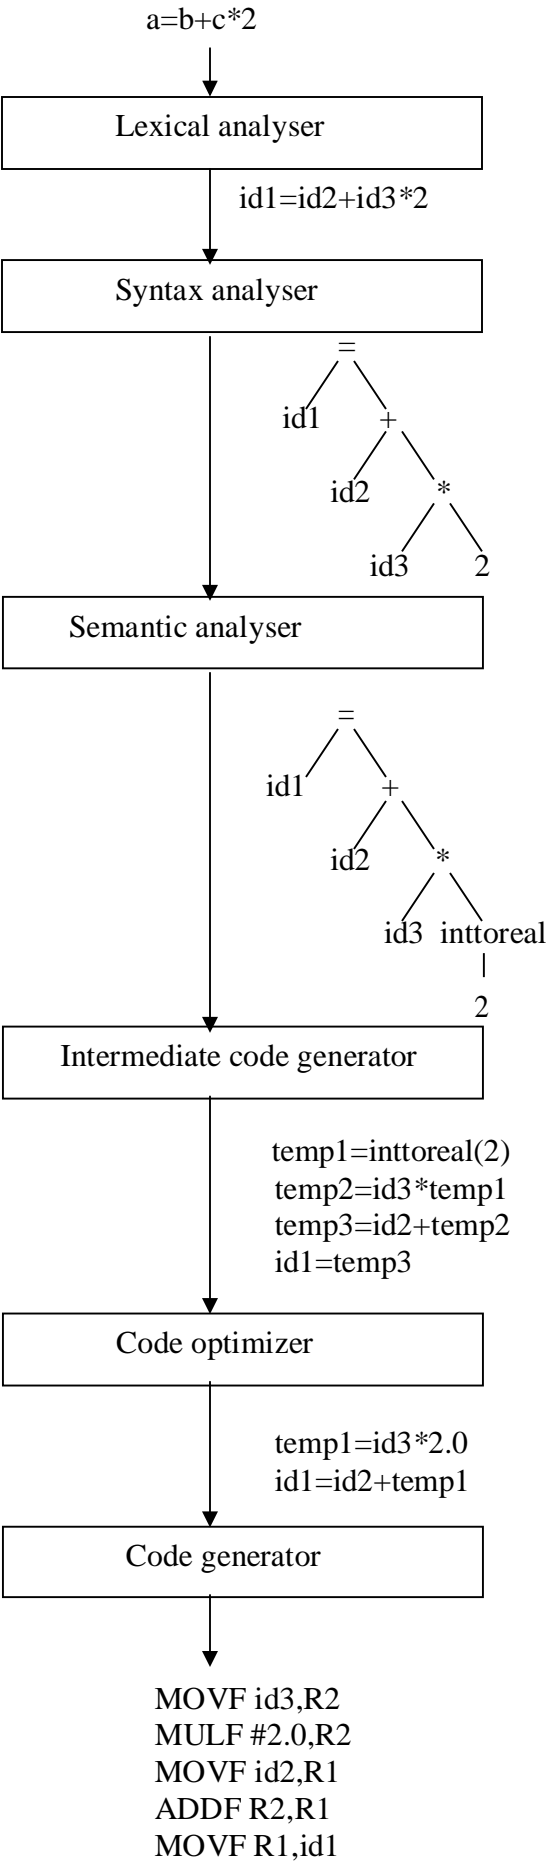 a=b+c*2
Lexical analyser
id1=id2+id3*2
Syntax analyser
=
id1 +
id2 *
id3 2
Semantic analyser
=
id1 +
id2 *
id3 inttoreal
2
Intermediate code generator
temp1=inttoreal(2)
temp2=id3*temp1
temp3=id2+temp2
id1=temp3
Code optimizer
temp1=id3*2.0
id1=id2+temp1
Code generator
MOVF id3,R2
MULF #2.0,R2
MOVF id2,R1
ADDF R2,R1
MOVF R1,id1